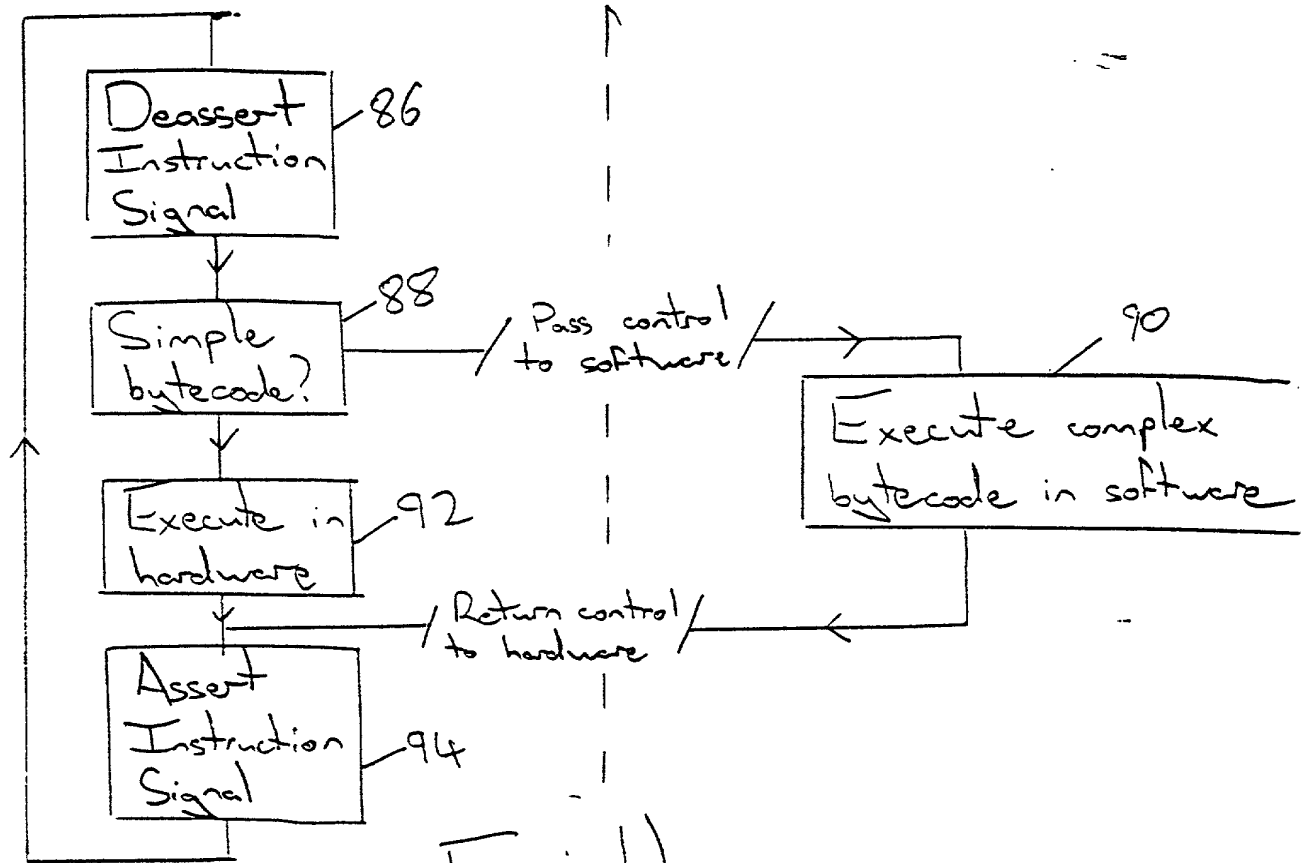 Deassert
Instruction
Signal
86
Simple
bytecode?
88
Pass control
to software
90
Execute complex
bytecode in software
Execute in
hardware
92
Return control
to hardware
Assert
Instruction
Signal
94